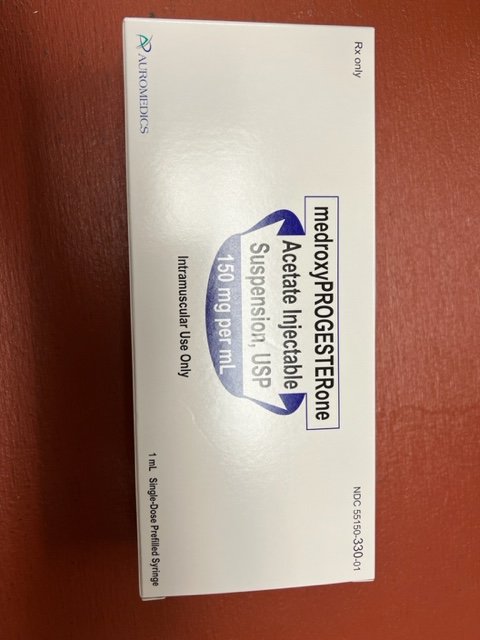 Rx only
NDC 55150-330-01
medroxyPROGESTERone
Acetate Injectable
Suspension, USP
150 mg per mL
Intramuscular Use Only
AUROMEDICS
1 mL Single-Dose Prefilled Syringe